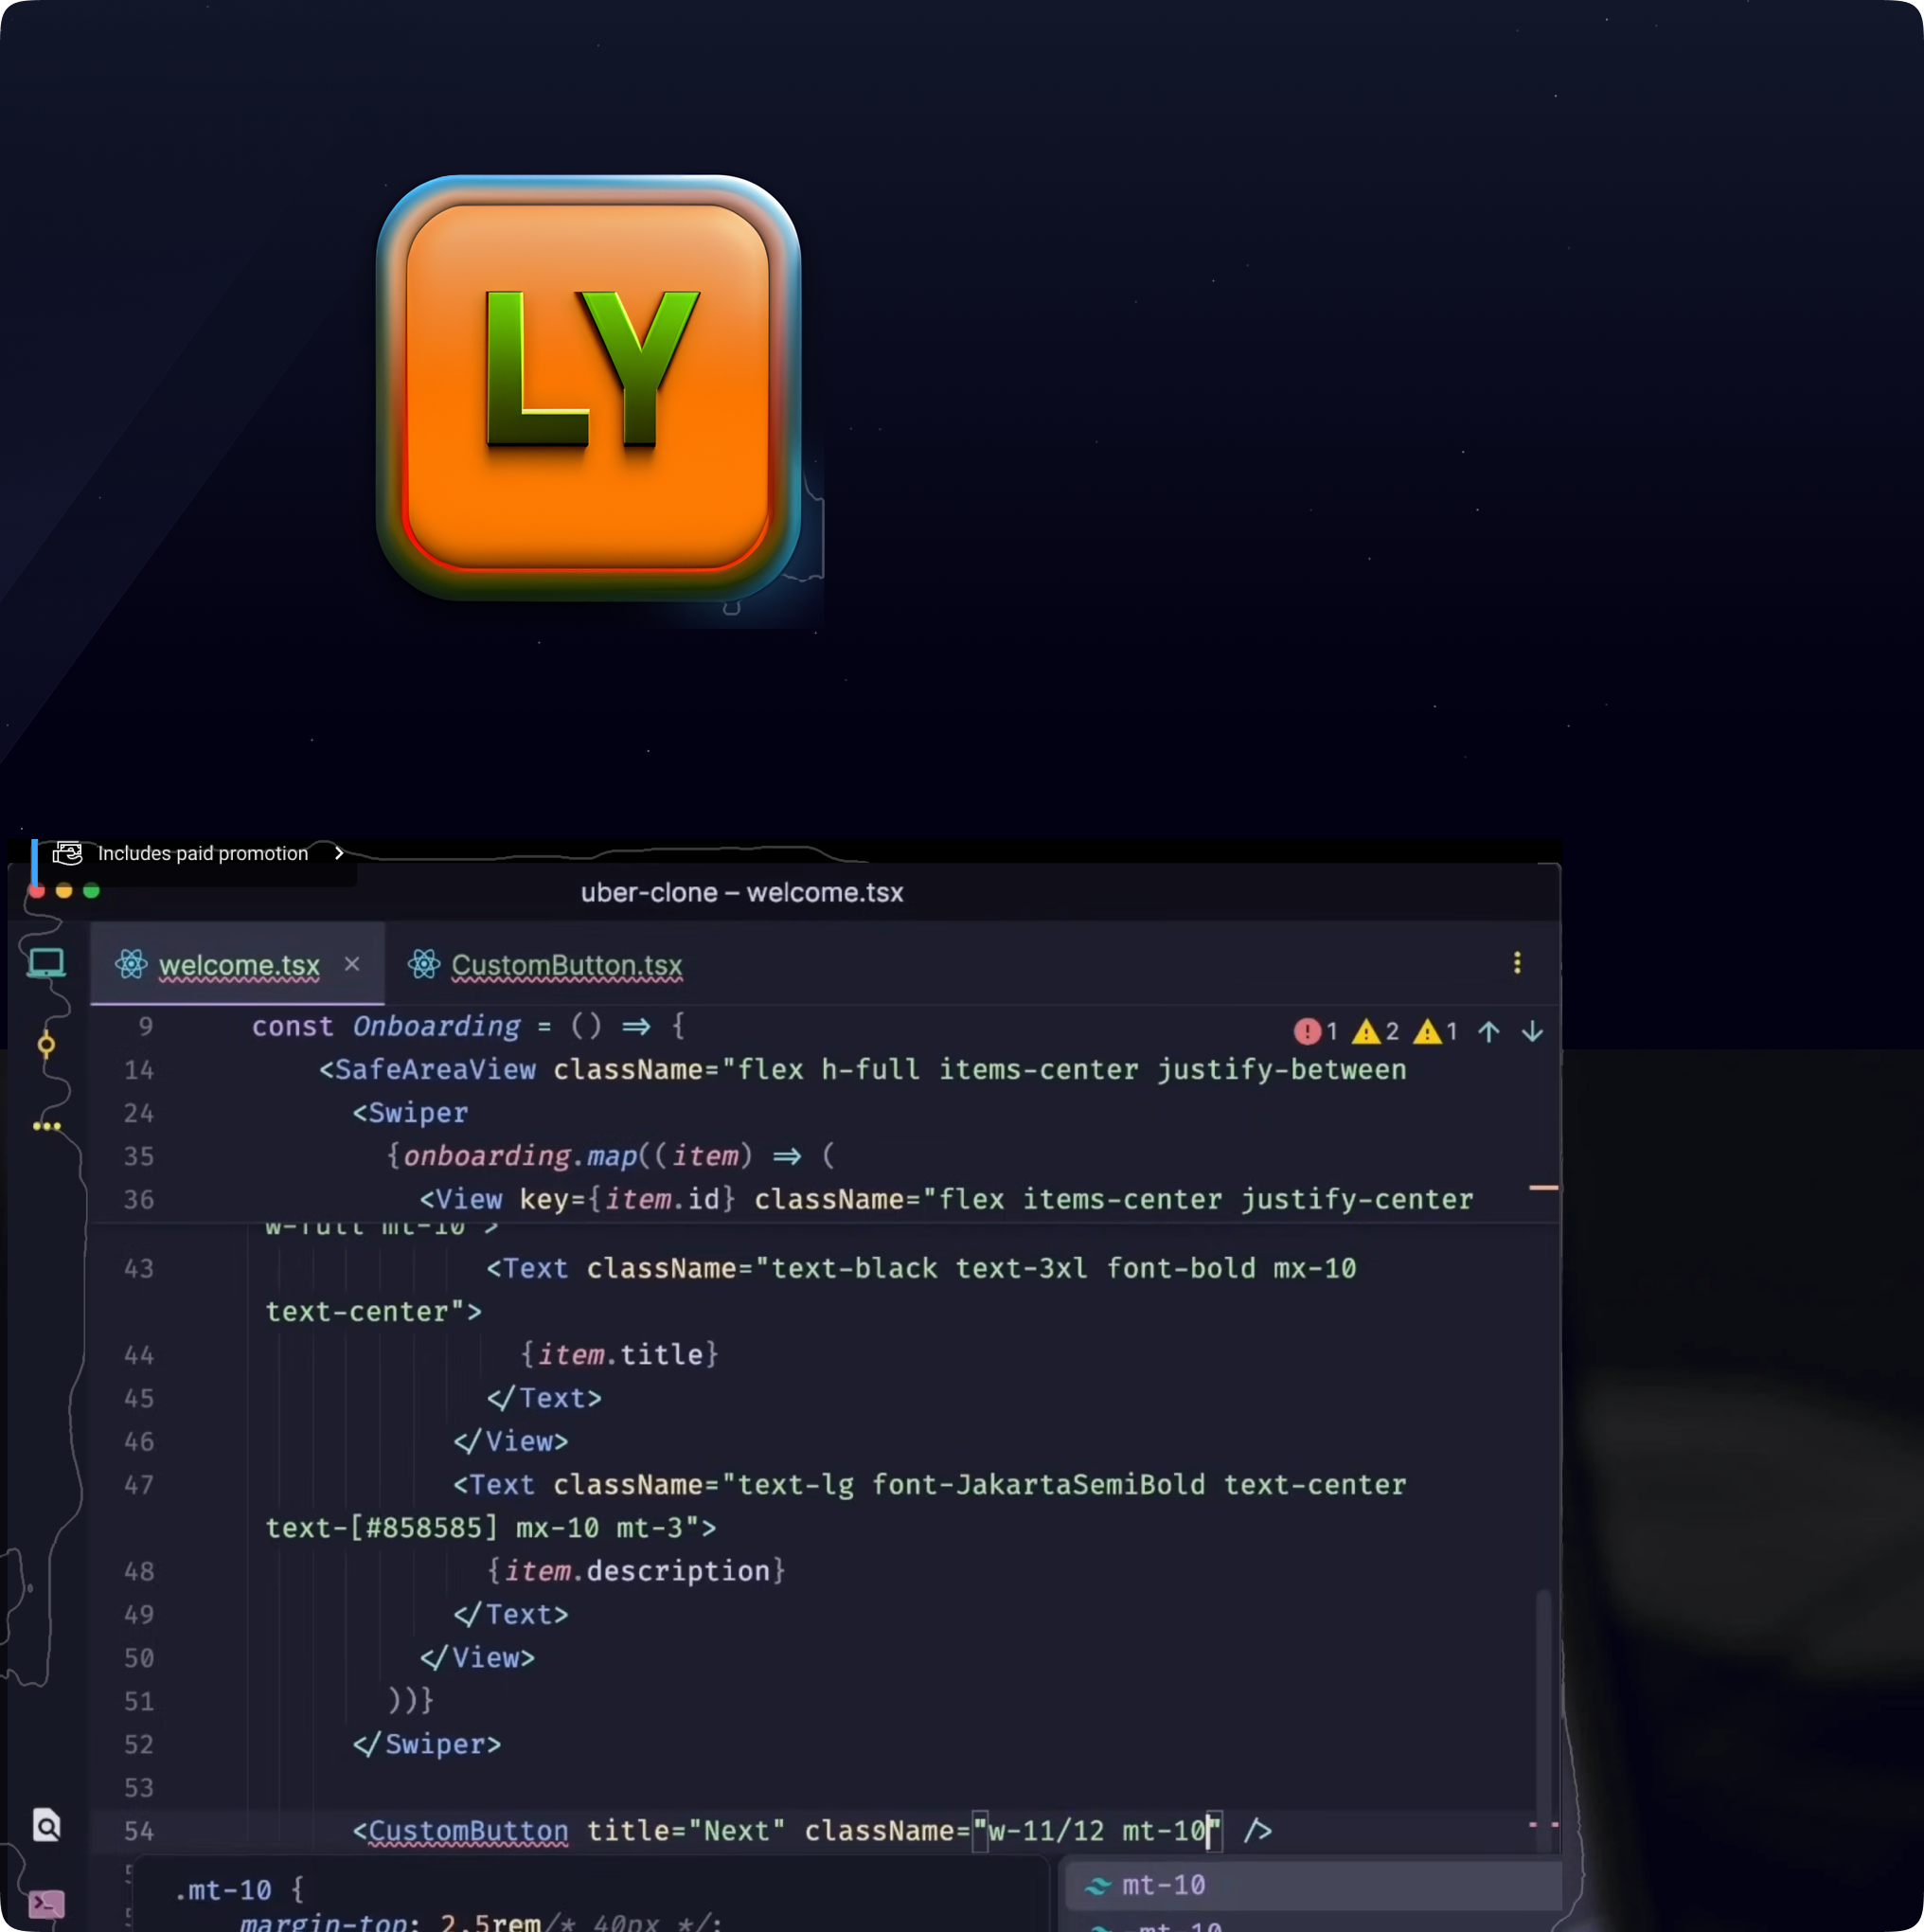 LY
Includes paid promotion
uber-clone – welcome.tsx
welcome.tsx
CustomButton.tsx
9 const Onboarding = () => {
1 2 1
14 <SafeAreaView className="flex h-full items-center justify-between
24 <Swiper
35 {onboarding.map((item) => (
36 <View key={item.id} className="flex items-center justify-center
w-full mt-10">
43 <Text className="text-black text-3xl font-bold mx-10
text-center">
44 {item.title}
45 </Text>
46 </View>
47 <Text className="text-lg font-JakartaSemiBold text-center
text-[#858585] mx-10 mt-3">
48 {item.description}
49 </Text>
50 </View>
51 ))}
52 </Swiper>
53
54 <CustomButton title="Next" className="w-11/12 mt-10" />
.mt-10 {
margin-top: 2.5rem/* 40px */;
mt-10
-mt-10